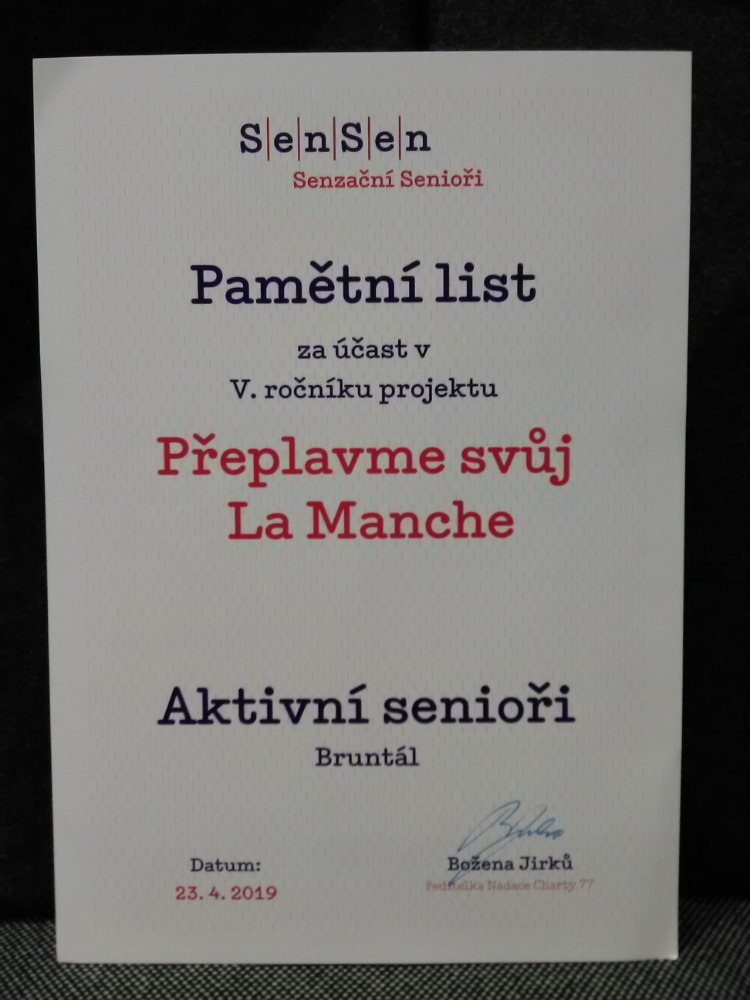 S|e|n|S|e|n
Senzační Senioři
Pamětní list
za účast v
V. ročníku projektu
Přeplavme svůj
La Manche
Aktivní senioři
Bruntál
Datum:
23. 4. 2019
Božena Jirků
ředitelka Nadace Charty 77